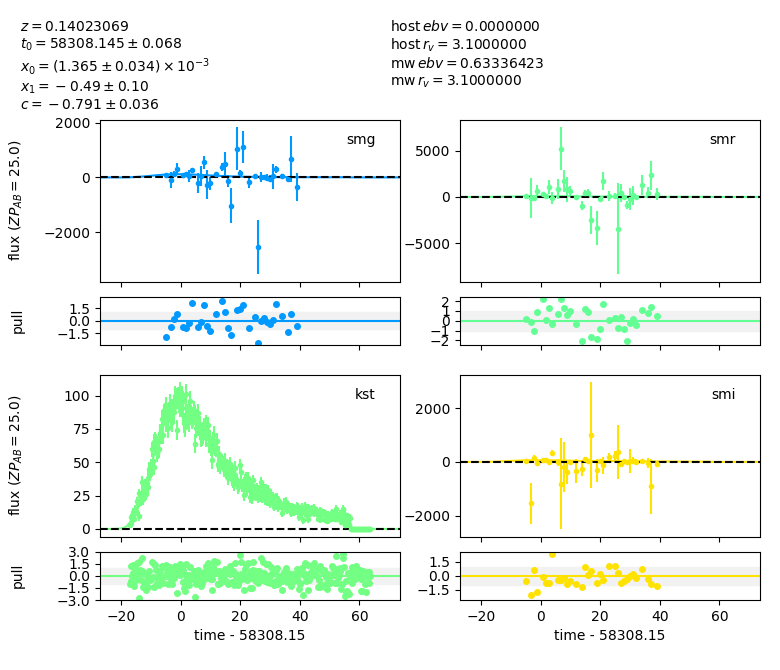 z = 0.14023069
t₀ = 58308.145 ± 0.068
x₀ = (1.365 ± 0.034) × 10⁻³
x₁ = −0.49 ± 0.10
c = −0.791 ± 0.036
host ebv = 0.0000000
host r_v = 3.1000000
mw ebv = 0.63336423
mw r_v = 3.1000000
flux (ZP_AB = 25.0)
2000
0
−2000
smg
5000
0
−5000
smr
pull
1.5
0.0
−1.5
2
1
0
−1
−2
flux (ZP_AB = 25.0)
100
75
50
25
0
kst
2000
0
−2000
smi
pull
3.0
1.5
0.0
−1.5
−3.0
1.5
0.0
−1.5
−20 0 20 40 60
−20 0 20 40 60
time - 58308.15
time - 58308.15